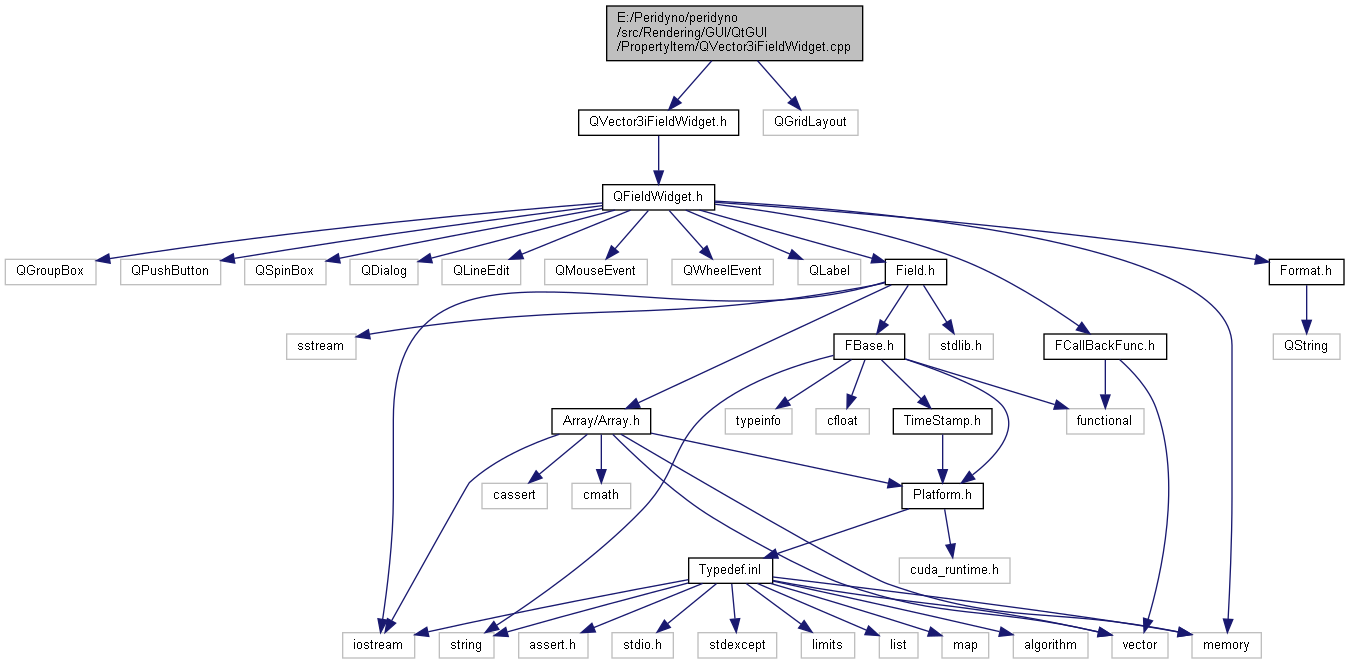 E:/Peridyno/peridyno
/src/Rendering/GUI/QtGUI
/PropertyItem/QVector3iFieldWidget.cpp
QVector3iFieldWidget.h
QGridLayout
QFieldWidget.h
QGroupBox
QPushButton
QSpinBox
QDialog
QLineEdit
QMouseEvent
QWheelEvent
QLabel
Field.h
Format.h
sstream
FBase.h
stdlib.h
FCallBackFunc.h
QString
Array/Array.h
typeinfo
cfloat
TimeStamp.h
functional
cassert
cmath
Platform.h
Typedef.inl
cuda_runtime.h
iostream
string
assert.h
stdio.h
stdexcept
limits
list
map
algorithm
vector
memory